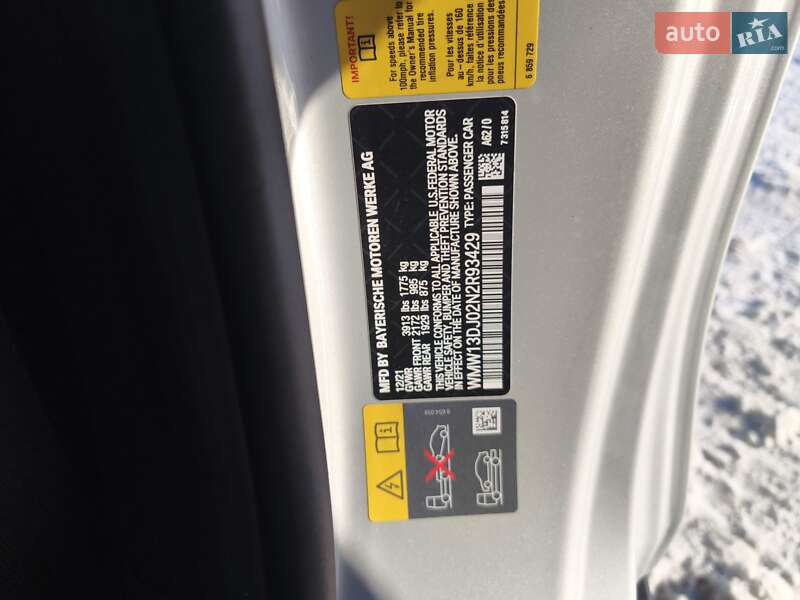 auto RIA.com
IMPORTANT!
For speeds above
100mph, please refer to
the Owner's Manual for
recommended tire
inflation pressures.
Pour les vitesses
au-dessus de 160
km/h, faites référence
la notice d'utilisation
pour les pressions des
pneus recommandées
6 859 729
MFD BY BAYERISCHE MOTOREN WERKE AG
12/21
GVWR 3913 lbs 1775 kg
GAWR FRONT 2172 lbs 985 kg
GAWR REAR 1929 lbs 875 kg
THIS VEHICLE CONFORMS TO ALL APPLICABLE U.S.FEDERAL MOTOR
VEHICLE SAFETY, BUMPER AND THEFT PREVENTION STANDARDS
IN EFFECT ON THE DATE OF MANUFACTURE SHOWN ABOVE.
WMW13DJ02N2R93429 TYPE: PASSENGER CAR
A62/0
7 315 814